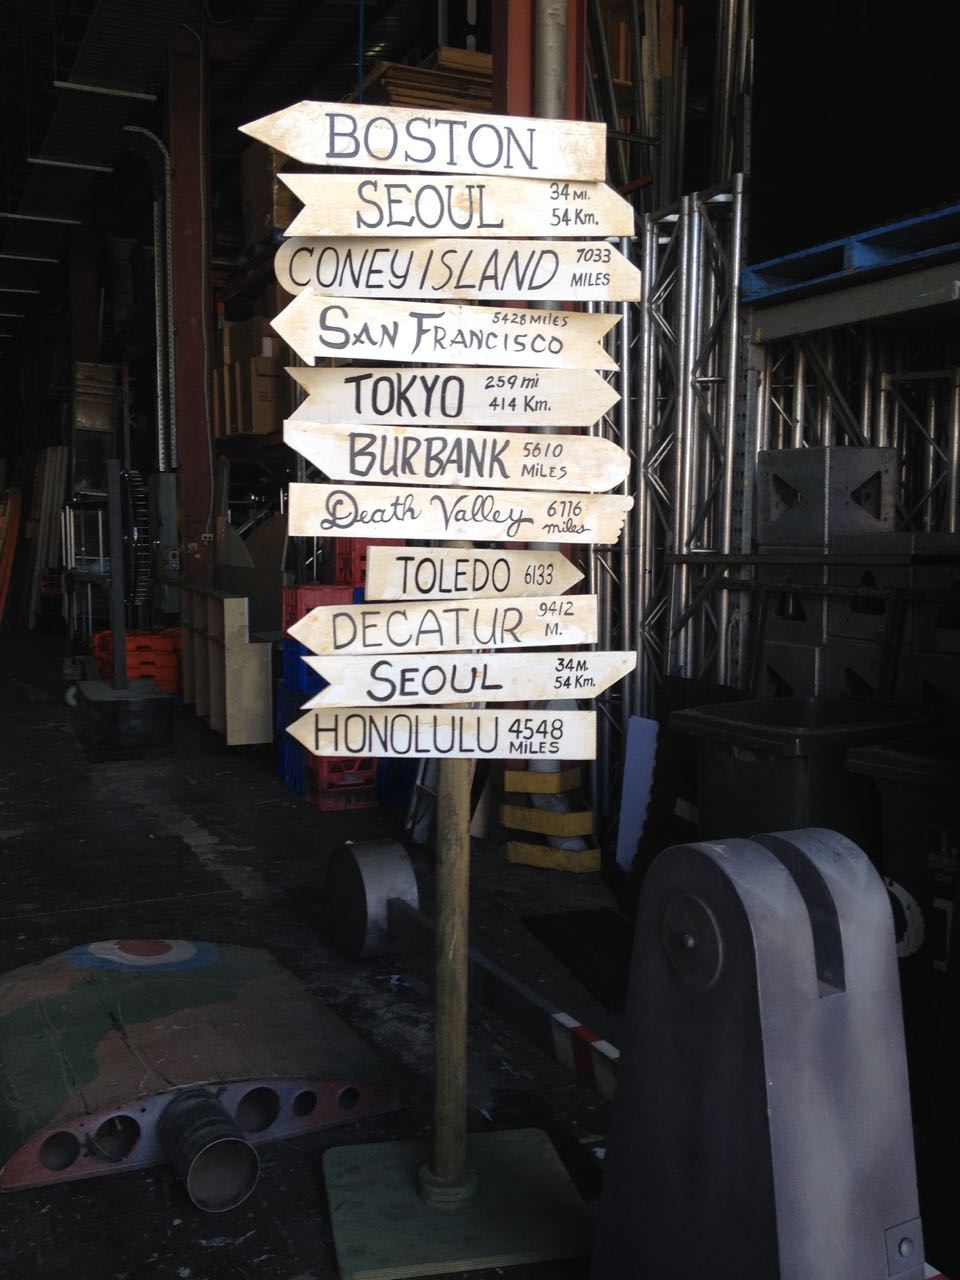 BOSTON
SEOUL 34 MI.
54 Km.
CONEY ISLAND 7033
MILES
5428 MILES
SAN FRANCISCO
TOKYO 259 mi
414 Km.
BURBANK 5610
MILES
Death Valley 6716
miles
TOLEDO 6133
DECATUR 9412
M.
SEOUL 34 M.
54 Km.
HONOLULU 4548
MILES